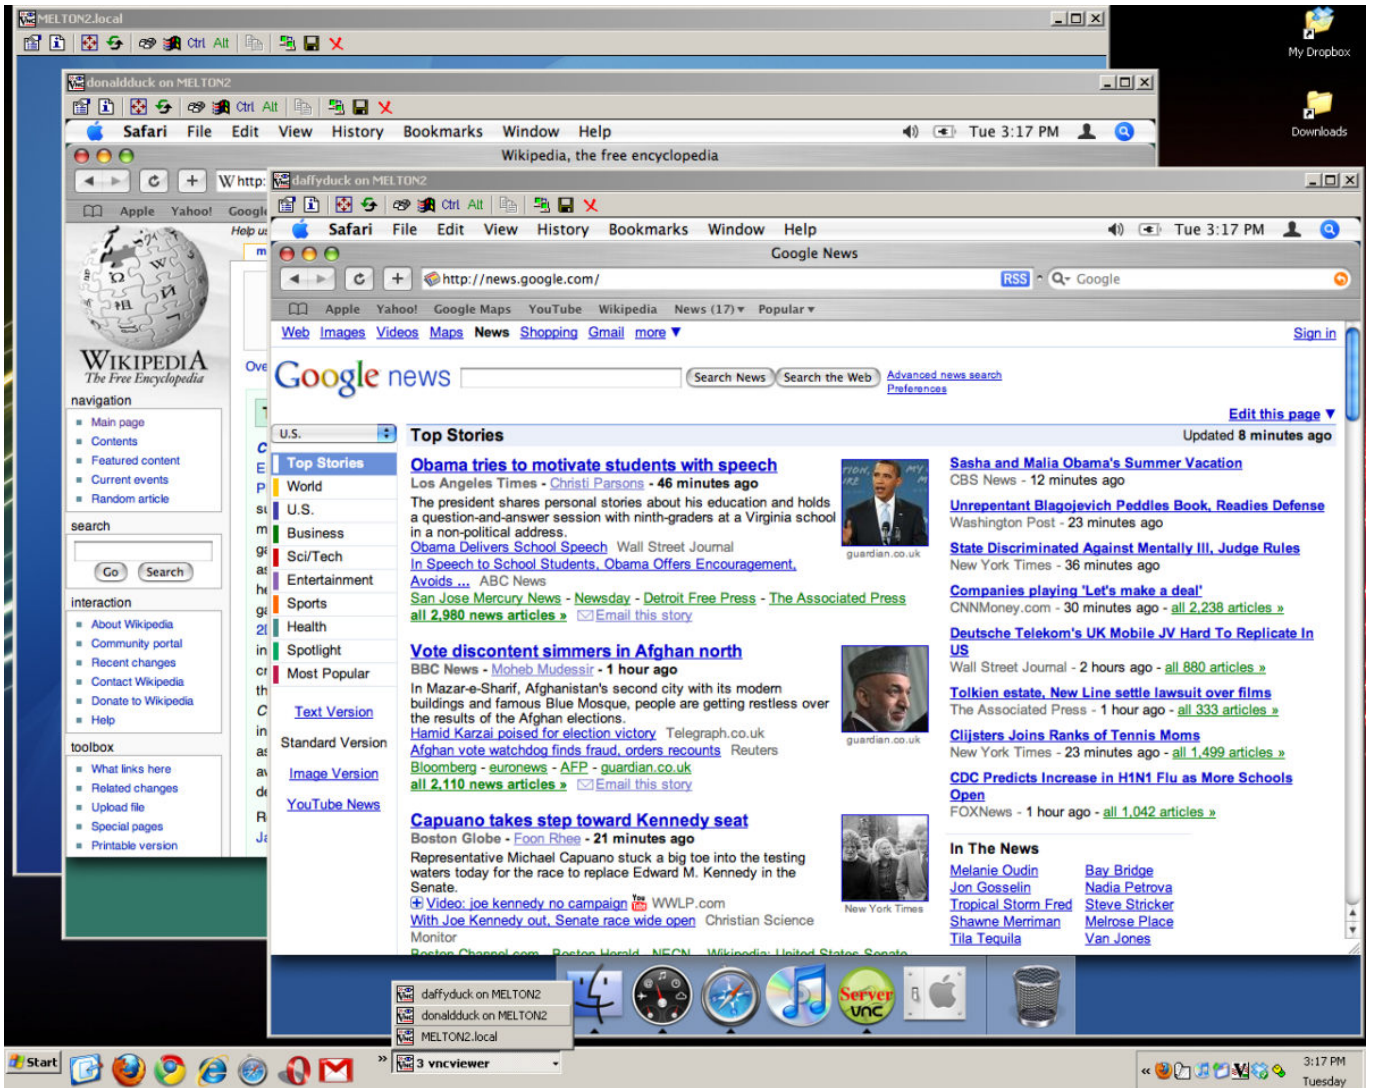 MELTON2.local
Ctrl Alt
My Dropbox
Downloads
donaldduck on MELTON2
Ctrl Alt
Safari File Edit View History Bookmarks Window Help Tue 3:17 PM
Wikipedia, the free encyclopedia
W http:
Apple Yahoo!
Help
WIKIPEDIA
The Free Encyclopedia
navigation
Main page
Contents
Featured content
Current events
Random article
search
Go Search
interaction
About Wikipedia
Community portal
Recent changes
Contact Wikipedia
Donate to Wikipedia
Help
toolbox
What links here
Related changes
Upload file
Special pages
Printable version
daffyduck on MELTON2
Ctrl Alt
Safari File Edit View History Bookmarks Window Help Tue 3:17 PM
Google News
http://news.google.com/ RSS Google
Apple Yahoo! Google Maps YouTube Wikipedia News (17) Popular
Web Images Videos Maps News Shopping Gmail more ▼ Sign in
Google news Search News Search the Web Advanced news search
Preferences
Edit this page ▼
U.S. Top Stories Updated 8 minutes ago
Top Stories
World
U.S.
Business
Sci/Tech
Entertainment
Sports
Health
Spotlight
Most Popular
Text Version
Standard Version
Image Version
YouTube News
Obama tries to motivate students with speech
Los Angeles Times - Christi Parsons - 46 minutes ago
The president shares personal stories about his education and holds
a question-and-answer session with ninth-graders at a Virginia school
in a non-political address.
Obama Delivers School Speech Wall Street Journal
In Speech to School Students, Obama Offers Encouragement,
Avoids ... ABC News
San Jose Mercury News - Newsday - Detroit Free Press - The Associated Press
all 2,980 news articles » Email this story
guardian.co.uk
Vote discontent simmers in Afghan north
BBC News - Moheb Mudessir - 1 hour ago
In Mazar-e-Sharif, Afghanistan's second city with its modern
buildings and famous Blue Mosque, people are getting restless over
the results of the Afghan elections.
Hamid Karzai poised for election victory Telegraph.co.uk
Afghan vote watchdog finds fraud, orders recounts Reuters
Bloomberg - euronews - AFP - guardian.co.uk
all 2,110 news articles » Email this story
guardian.co.uk
Capuano takes step toward Kennedy seat
Boston Globe - Foon Rhee - 21 minutes ago
Representative Michael Capuano stuck a big toe into the testing
waters today for the race to replace Edward M. Kennedy in the
Senate.
Video: joe kennedy no campaign You Tube WWLP.com
With Joe Kennedy out, Senate race wide open Christian Science
Monitor
Boston Channel.com - Boston Herald - NECN - Wikipedia: United States Senate
New York Times
Sasha and Malia Obama's Summer Vacation
CBS News - 12 minutes ago
Unrepentant Blagojevich Peddles Book, Readies Defense
Washington Post - 23 minutes ago
State Discriminated Against Mentally Ill, Judge Rules
New York Times - 36 minutes ago
Companies playing 'Let's make a deal'
CNNMoney.com - 30 minutes ago - all 2,238 articles »
Deutsche Telekom's UK Mobile JV Hard To Replicate In
US
Wall Street Journal - 2 hours ago - all 880 articles »
Tolkien estate, New Line settle lawsuit over films
The Associated Press - 1 hour ago - all 333 articles »
Clijsters Joins Ranks of Tennis Moms
New York Times - 23 minutes ago - all 1,499 articles »
CDC Predicts Increase in H1N1 Flu as More Schools
Open
FOXNews - 1 hour ago - all 1,042 articles »
In The News
Melanie Oudin Bay Bridge
Jon Gosselin Nadia Petrova
Tropical Storm Fred Steve Stricker
Shawne Merriman Melrose Place
Tila Tequila Van Jones
Server
VNC
daffyduck on MELTON2
donaldduck on MELTON2
MELTON2.local
Start » 3 vncviewer « 3:17 PM
Tuesday